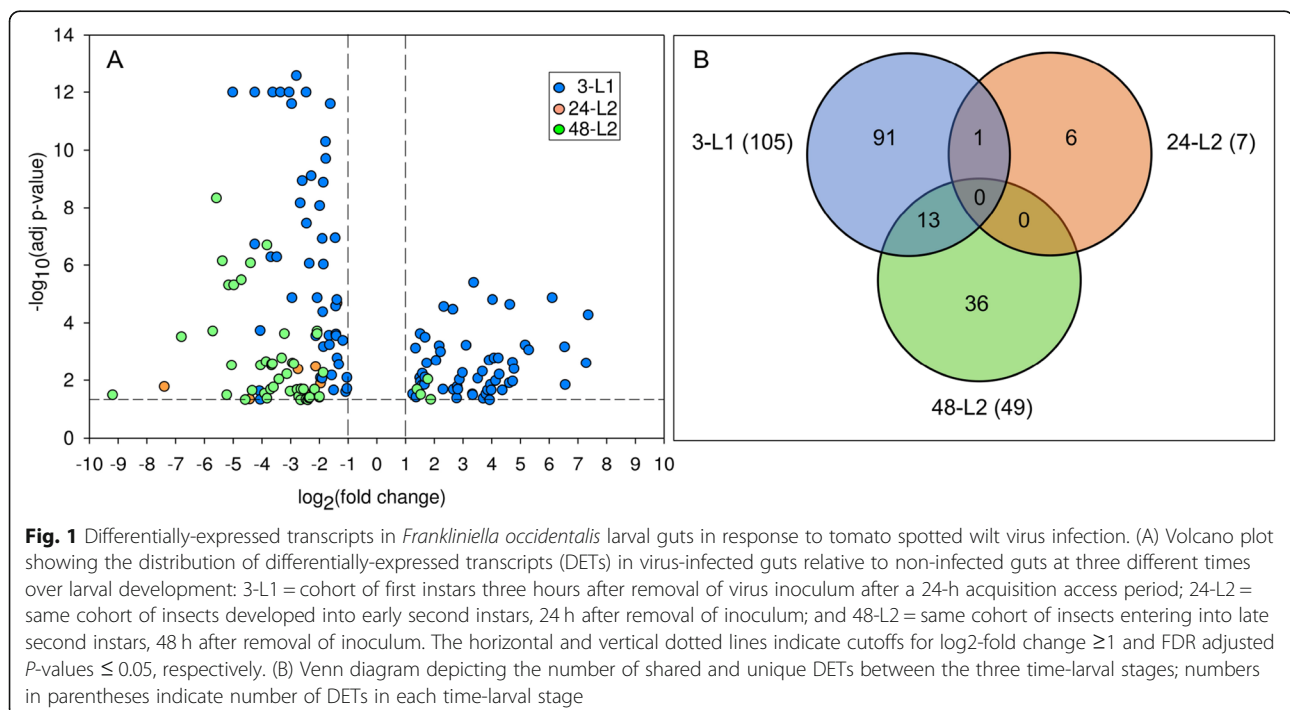 A
-log10(adj p-value)
14
12
10
8
6
4
2
0
-10 -9 -8 -7 -6 -5 -4 -3 -2 -1 0 1 2 3 4 5 6 7 8 9 10
log2(fold change)
3-L1
24-L2
48-L2
B
3-L1 (105)
91
1
6
24-L2 (7)
0
13
0
36
48-L2 (49)
Fig. 1 Differentially-expressed transcripts in Frankliniella occidentalis larval guts in response to tomato spotted wilt virus infection. (A) Volcano plot
showing the distribution of differentially-expressed transcripts (DETs) in virus-infected guts relative to non-infected guts at three different times
over larval development: 3-L1 = cohort of first instars three hours after removal of virus inoculum after a 24-h acquisition access period; 24-L2 =
same cohort of insects developed into early second instars, 24 h after removal of inoculum; and 48-L2 = same cohort of insects entering into late
second instars, 48 h after removal of inoculum. The horizontal and vertical dotted lines indicate cutoffs for log2-fold change ≥1 and FDR adjusted
P-values ≤ 0.05, respectively. (B) Venn diagram depicting the number of shared and unique DETs between the three time-larval stages; numbers
in parentheses indicate number of DETs in each time-larval stage